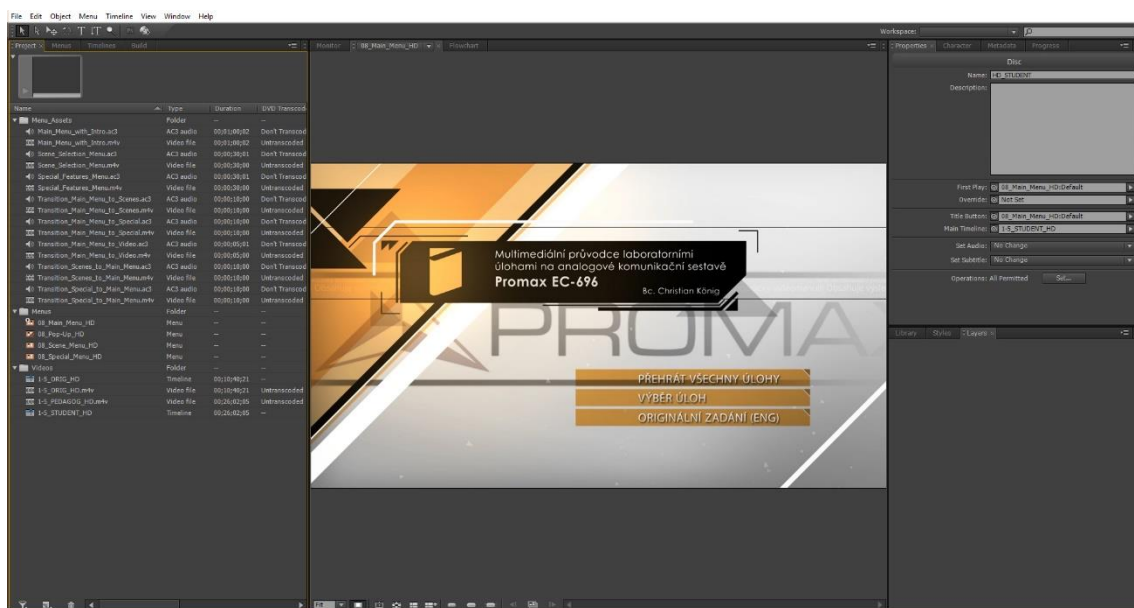 File Edit Object Menu Timeline View Window Help
Workspace:
Project Menus Timelines Build
Monitor 08_Main_Menu_HD Flowchart
Properties Character Metadata Progress
Disc
Name: HD_STUDENT
Description:
Name Type Duration DVD Transcod
Menu_Assets Folder --
Main_Menu_with_Intro.ac3 AC3 audio 00;01;00;02 Don't Transcod
Main_Menu_with_Intro.m4v Video file 00;01;00;02 Untranscoded
Scene_Selection_Menu.ac3 AC3 audio 00;00;30;01 Don't Transcod
Scene_Selection_Menu.m4v Video file 00;00;30;00 Untranscoded
Special_Features_Menu.ac3 AC3 audio 00;00;30;01 Don't Transcod
Special_Features_Menu.m4v Video file 00;00;30;00 Untranscoded
Transition_Main_Menu_to_Scenes.ac3 AC3 audio 00;00;10;00 Don't Transcod
Transition_Main_Menu_to_Scenes.m4v Video file 00;00;10;00 Untranscoded
Transition_Main_Menu_to_Special.ac3 AC3 audio 00;00;10;00 Don't Transcod
Transition_Main_Menu_to_Special.m4v Video file 00;00;10;00 Untranscoded
Transition_Main_Menu_to_Video.ac3 AC3 audio 00;00;05;01 Don't Transcod
Transition_Main_Menu_to_Video.m4v Video file 00;00;05;00 Untranscoded
Transition_Scenes_to_Main_Menu.ac3 AC3 audio 00;00;10;00 Don't Transcod
Transition_Scenes_to_Main_Menu.m4v Video file 00;00;10;00 Untranscoded
Transition_Special_to_Main_Menu.ac3 AC3 audio 00;00;10;00 Don't Transcod
Transition_Special_to_Main_Menu.m4v Video file 00;00;10;00 Untranscoded
Menus Folder --
08_Main_Menu_HD Menu --
08_Pop-Up_HD Menu --
08_Scene_Menu_HD Menu --
08_Special_Menu_HD Menu --
Videos Folder --
1-5_ORIG_HD Timeline 00;10;40;21 --
1-5_ORIG_HD.m4v Video file 00;10;40;21 Untranscoded
1-5_PEDAGOG_HD.m4v Video file 00;26;02;05 Untranscoded
1-5_STUDENT_HD Timeline 00;26;02;05 --
Multimediální průvodce laboratorními
úlohami na analogové komunikační sestavě
Promax EC-696
Bc. Christian König
PROMA
PŘEHRÁT VŠECHNY ÚLOHY
VÝBĚR ÚLOH
ORIGINÁLNÍ ZADÁNÍ (ENG)
First Play: 08_Main_Menu_HD:Default
Override: Not Set
Title Button: 08_Main_Menu_HD:Default
Main Timeline: 1-5_STUDENT_HD
Set Audio: No Change
Set Subtitle: No Change
Operations: All Permitted Set...
Library Styles Layers
Fit